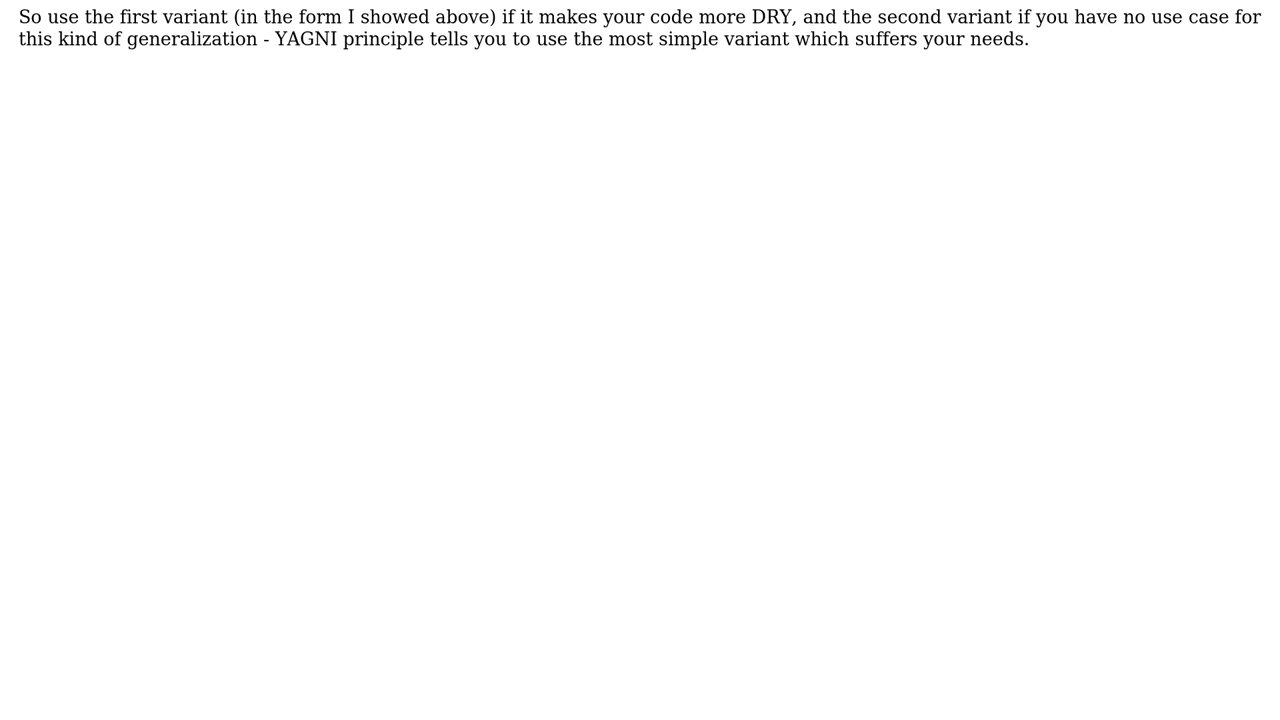 So use the first variant (in the form I showed above) if it makes your code more DRY, and the second variant if you have no use case for
this kind of generalization - YAGNI principle tells you to use the most simple variant which suffers your needs.